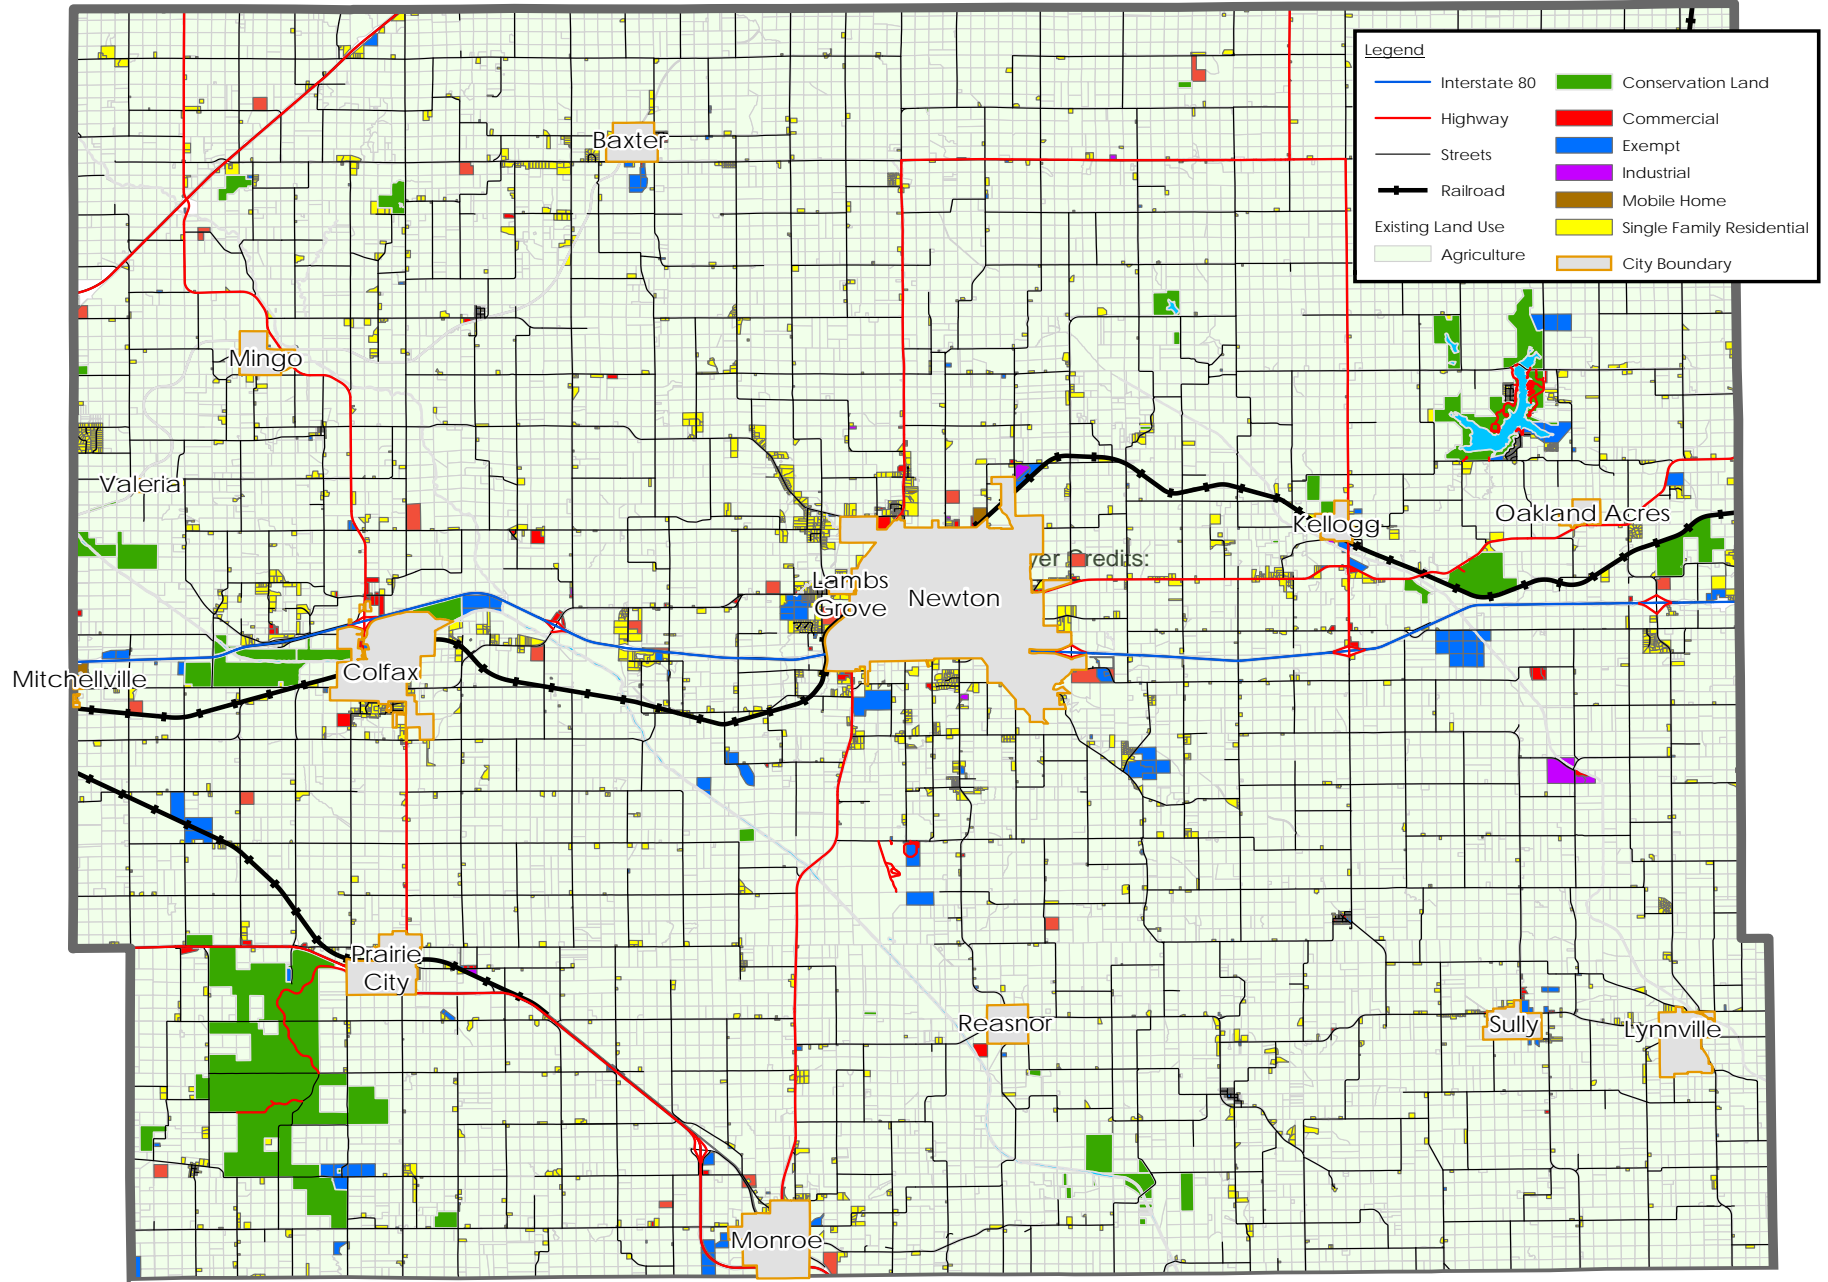 Legend
Interstate 80
Highway
Streets
Railroad
Existing Land Use
Agriculture
Conservation Land
Commercial
Exempt
Industrial
Mobile Home
Single Family Residential
City Boundary
Baxter
Mingo
Valeria
Kellogg
Oakland Acres
yer Credits:
Lambs
Grove
Newton
Mitchellville
Colfax
Prairie
City
Reasnor
Sully
Lynnville
Monroe